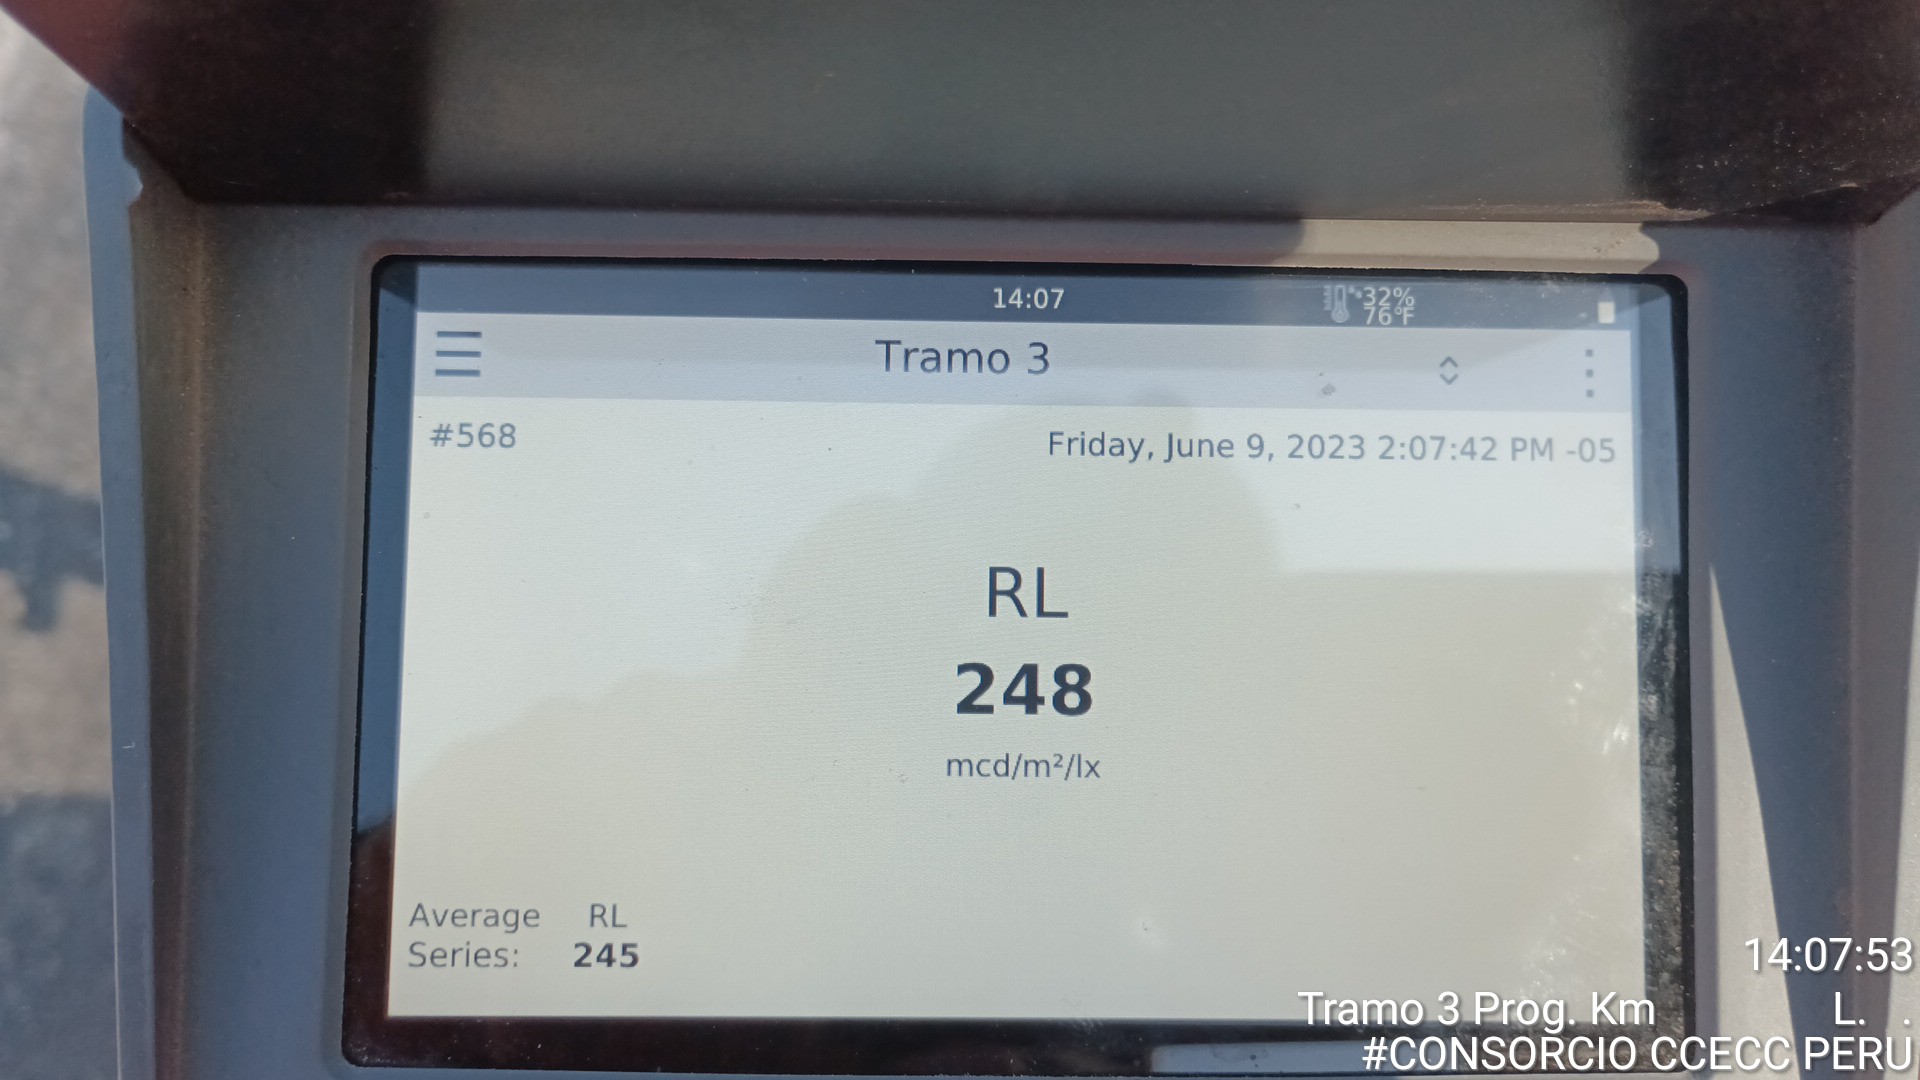 14:07
32%
76°F
Tramo 3
#568
Friday, June 9, 2023 2:07:42 PM -05
RL
248
mcd/m²/lx
Average RL
Series: 245
14:07:53
Tramo 3 Prog. Km L. .
#CONSORCIO CCECC PERU